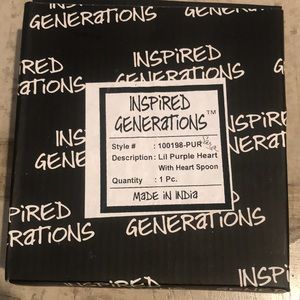 INSPIRED
GENERATIONS
INSPIRED
GENERATIONS™
Style # : 100198-PUR
Description : Lil Purple Heart
With Heart Spoon
Quantity : 1 Pc.
MADE IN INDIA
INSPIRED
GENERATIONS
INSPIRED
GENERATIONS
INSPI